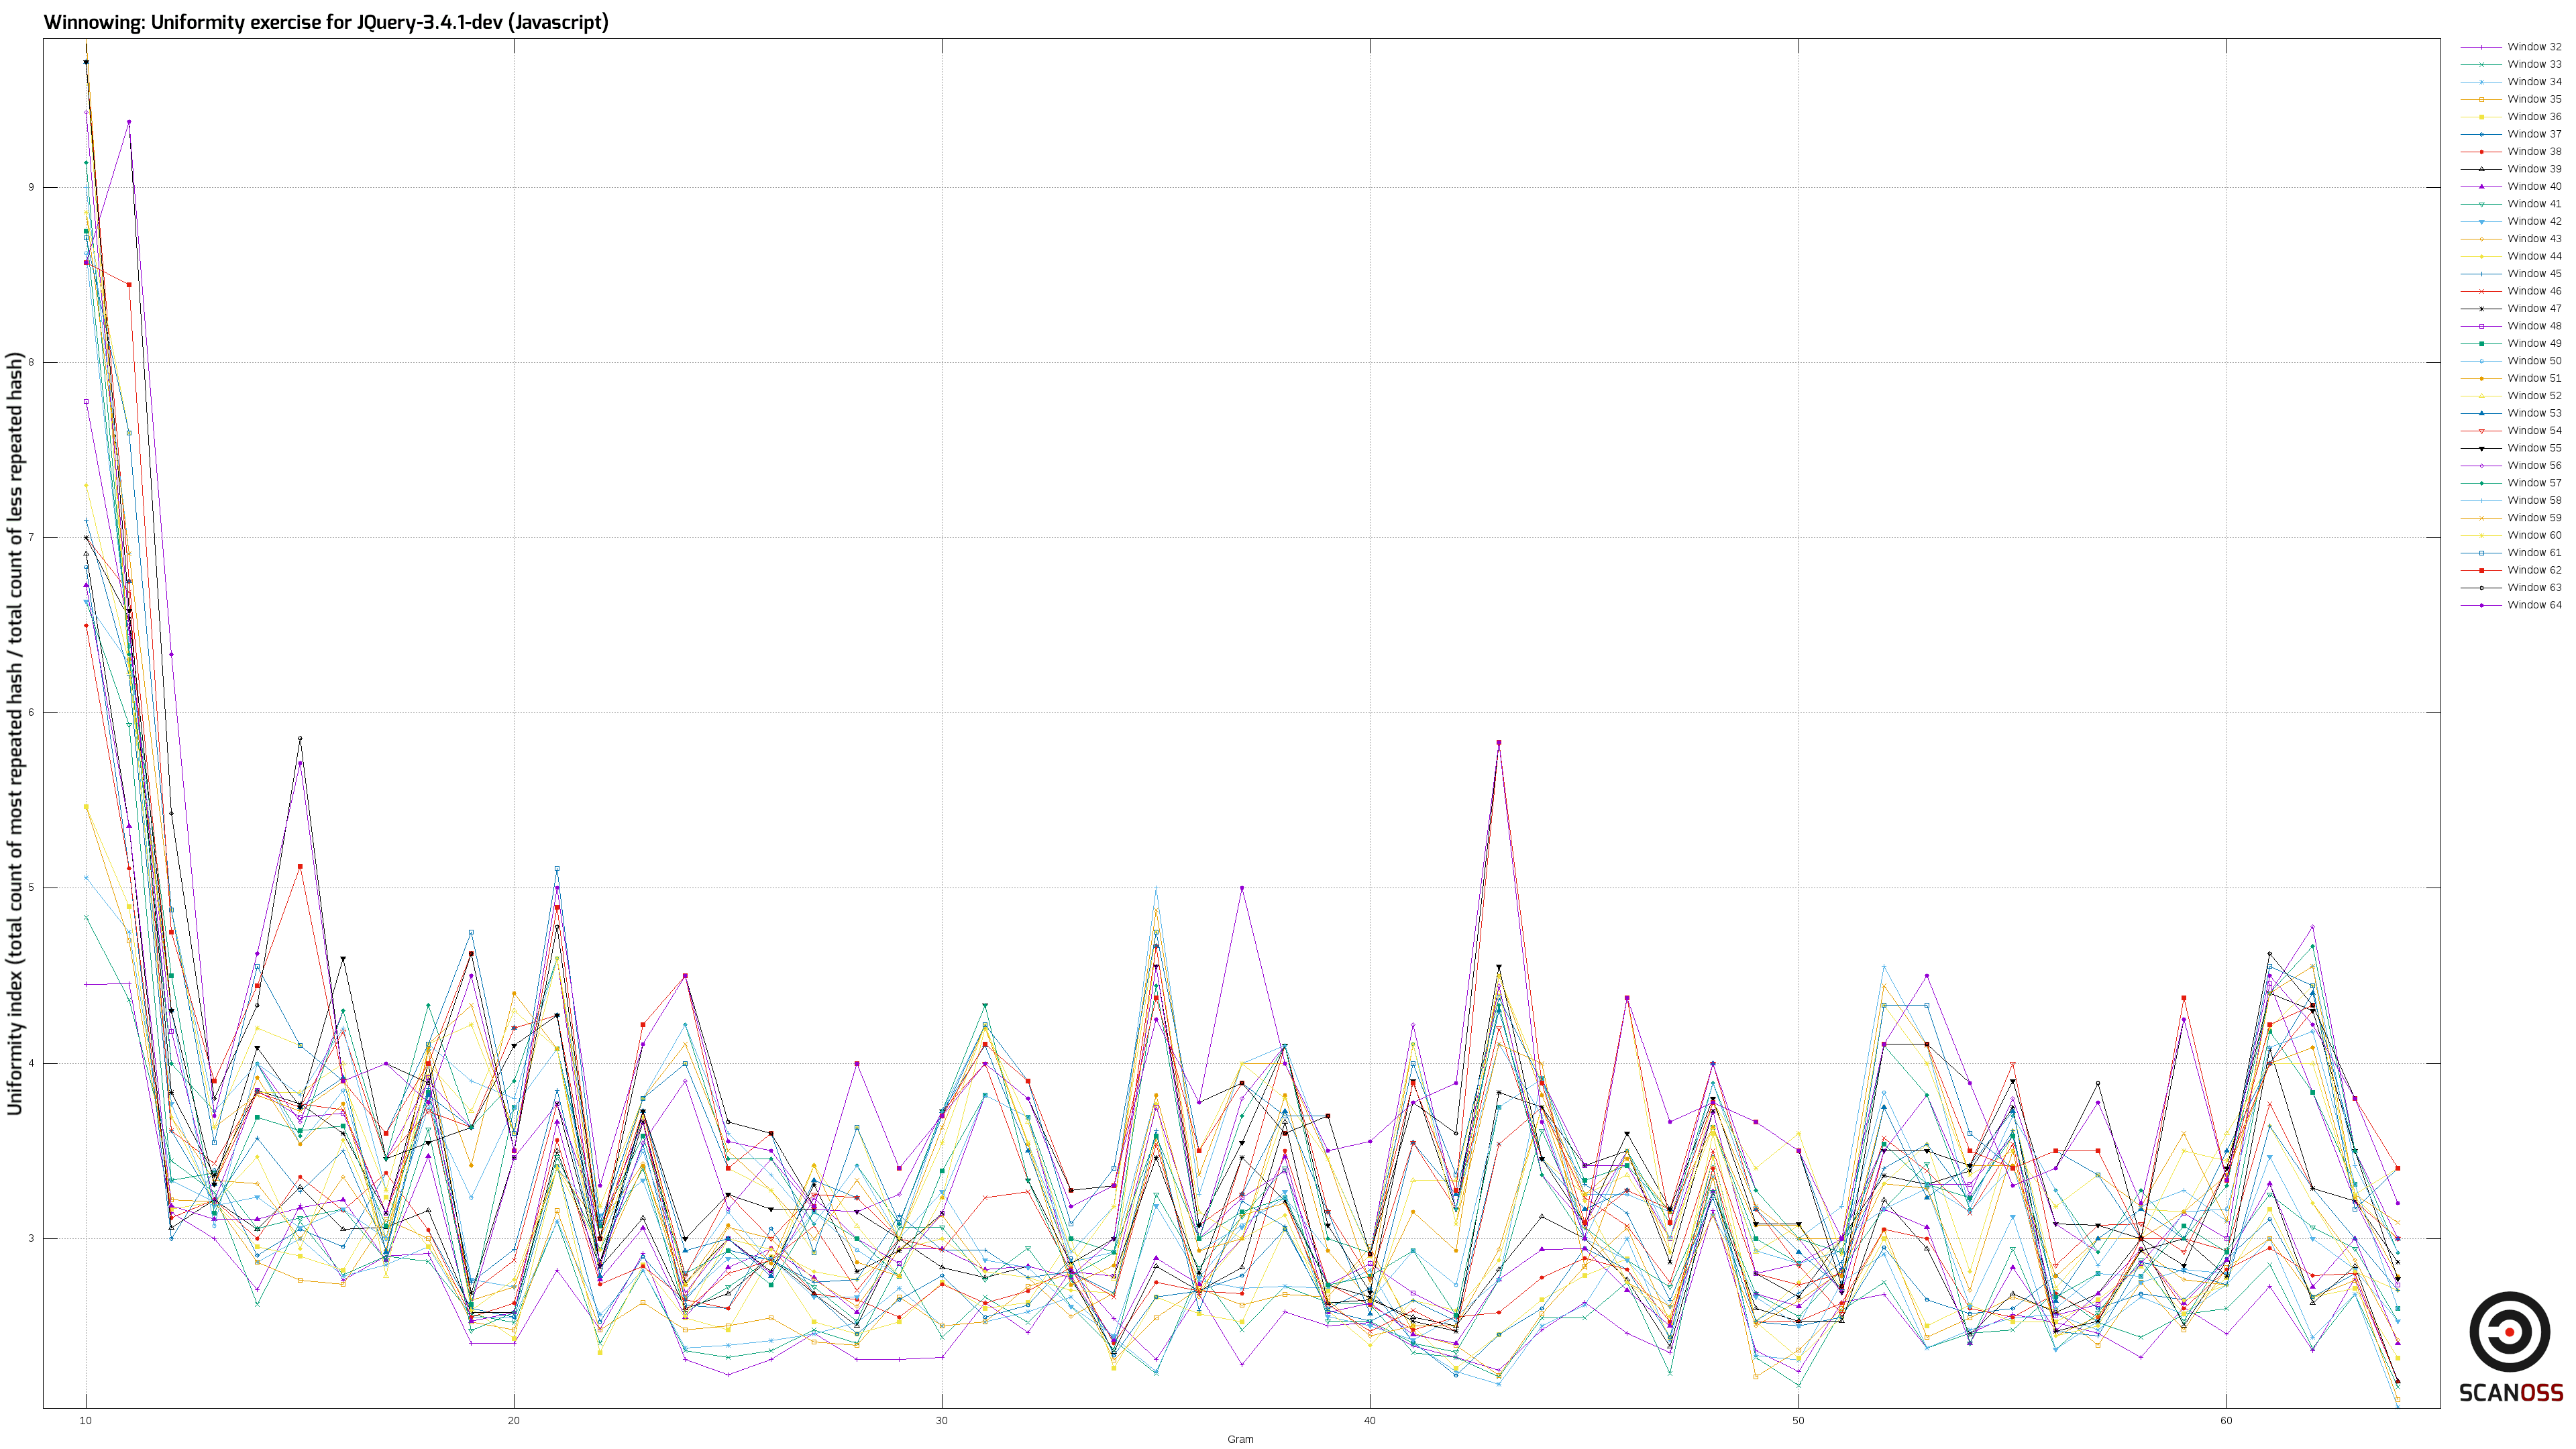 Winnowing: Uniformity exercise for JQuery-3.4.1-dev (Javascript)
Uniformity index (total count of most repeated hash / total count of less repeated hash)
9
8
7
6
5
4
3
10
20
30
40
50
60
Gram
Window 32
Window 33
Window 34
Window 35
Window 36
Window 37
Window 38
Window 39
Window 40
Window 41
Window 42
Window 43
Window 44
Window 45
Window 46
Window 47
Window 48
Window 49
Window 50
Window 51
Window 52
Window 53
Window 54
Window 55
Window 56
Window 57
Window 58
Window 59
Window 60
Window 61
Window 62
Window 63
Window 64
SCANOSS